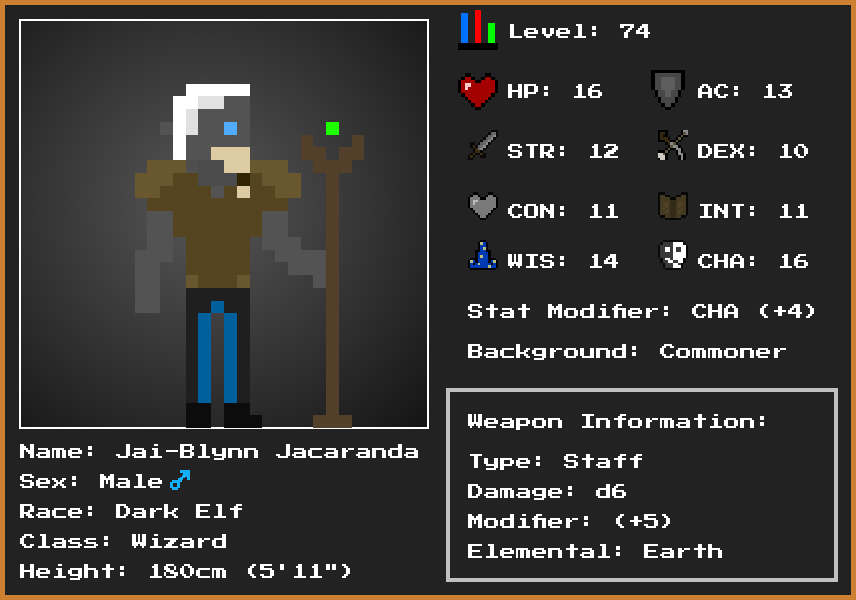 Level: 74
HP: 16 AC: 13
STR: 12 DEX: 10
CON: 11 INT: 11
WIS: 14 CHA: 16
Stat Modifier: CHA (+4)
Background: Commoner
Weapon Information:
Type: Staff
Damage: d6
Modifier: (+5)
Elemental: Earth
Name: Jai-Blynn Jacaranda
Sex: Male♂
Race: Dark Elf
Class: Wizard
Height: 180cm (5'11")